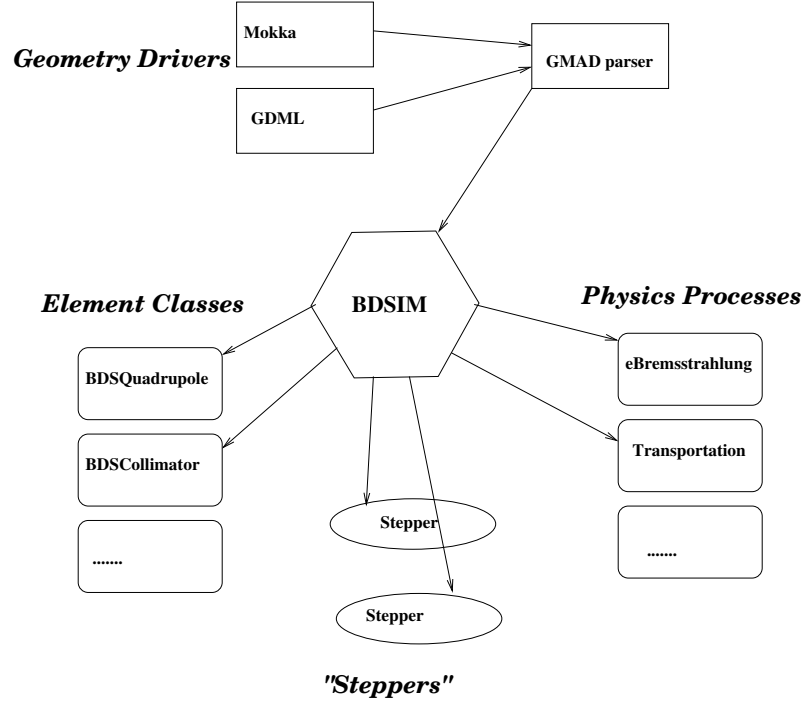 Mokka
Geometry Drivers
GMAD parser
GDML
BDSIM
Element Classes
Physics Processes
BDSQuadrupole
eBremsstrahlung
BDSCollimator
Transportation
.......
.......
Stepper
Stepper
"Steppers"